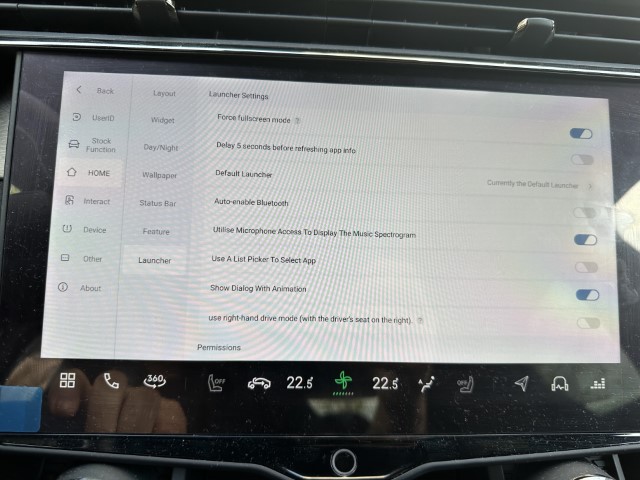 Back
UserID
Stock
Function
HOME
Interact
Device
Other
About
Layout
Widget
Day/Night
Wallpaper
Status Bar
Feature
Launcher
Launcher Settings
Force fullscreen mode
Delay 5 seconds before refreshing app info
Default Launcher
Currently the Default Launcher
Auto-enable Bluetooth
Utilise Microphone Access To Display The Music Spectrogram
Use A List Picker To Select App
Show Dialog With Animation
use right-hand drive mode (with the driver's seat on the right)
Permissions
360
OFF
22.5
22.5
OFF